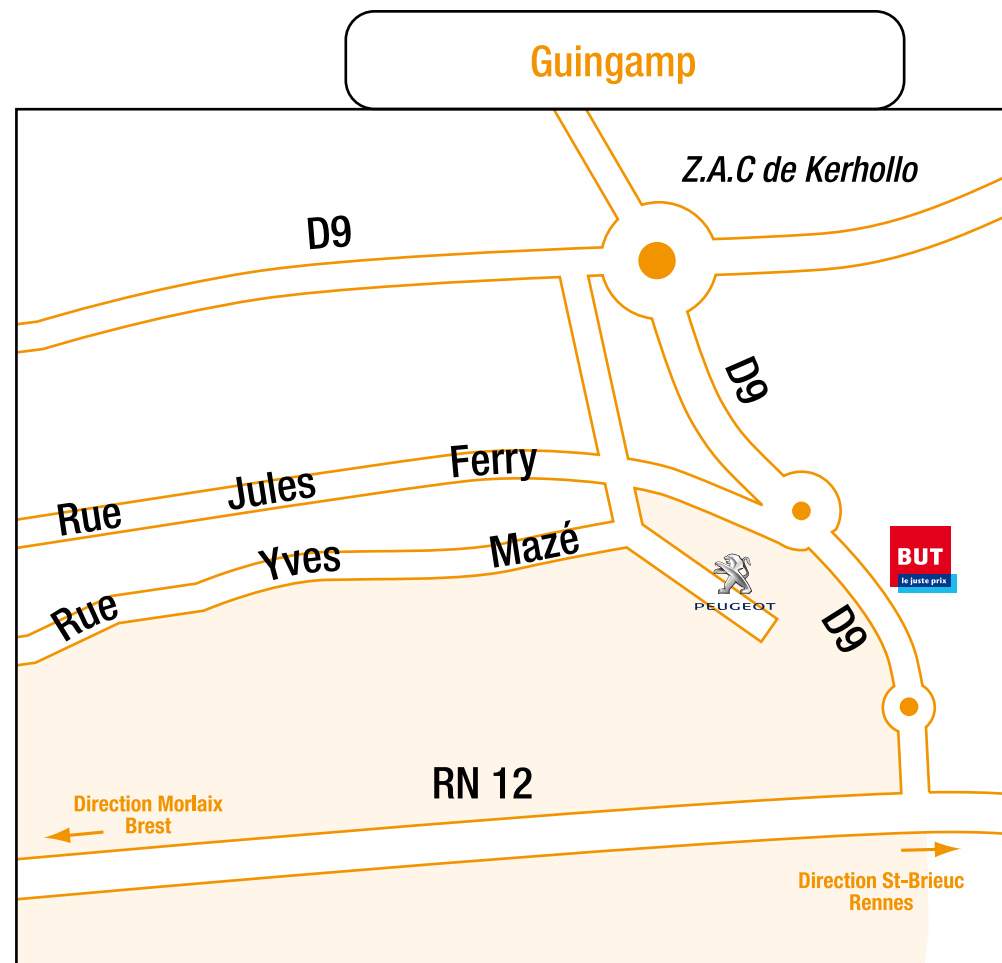 Guingamp
Z.A.C de Kerhollo
D9
D9
Rue Jules Ferry
Rue Yves Mazé
PEUGEOT
BUT
le juste prix
D9
RN 12
Direction Morlaix
Brest
Direction St-Brieuc
Rennes